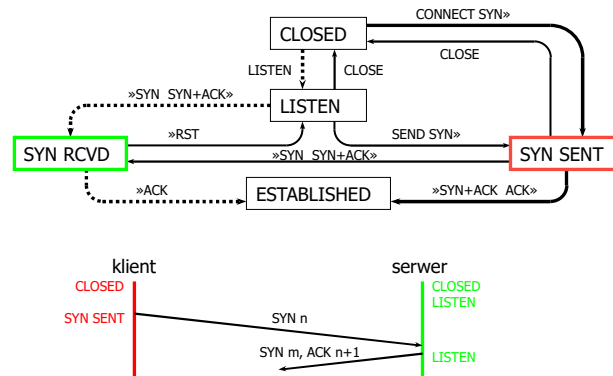 CONNECT SYN»
CLOSED
CLOSE
LISTEN
CLOSE
»SYN SYN+ACK»
LISTEN
»RST
SEND SYN»
SYN RCVD
»SYN SYN+ACK»
SYN SENT
»ACK
ESTABLISHED
»SYN+ACK ACK»
klient
serwer
CLOSED
CLOSED
LISTEN
SYN SENT
SYN n
SYN m, ACK n+1
LISTEN